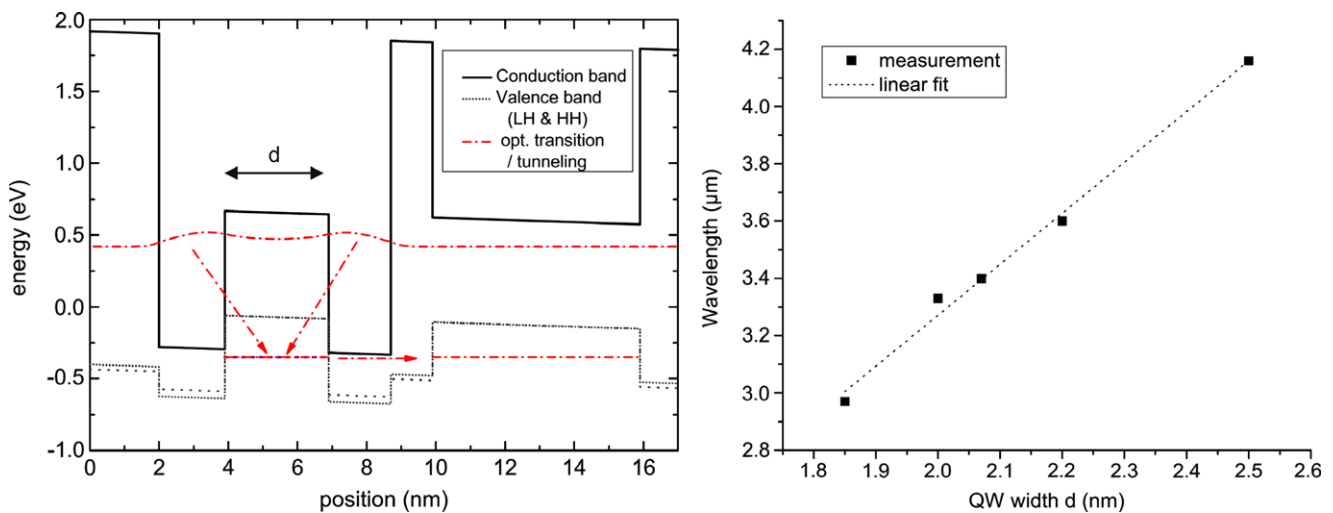 2.0
1.5
1.0
0.5
0.0
-0.5
-1.0
energy (eV)
0 2 4 6 8 10 12 14 16
position (nm)
d
Conduction band
Valence band
(LH & HH)
opt. transition
/ tunneling
4.2
4.0
3.8
3.6
3.4
3.2
3.0
2.8
Wavelength (µm)
1.8 1.9 2.0 2.1 2.2 2.3 2.4 2.5 2.6
QW width d (nm)
measurement
linear fit